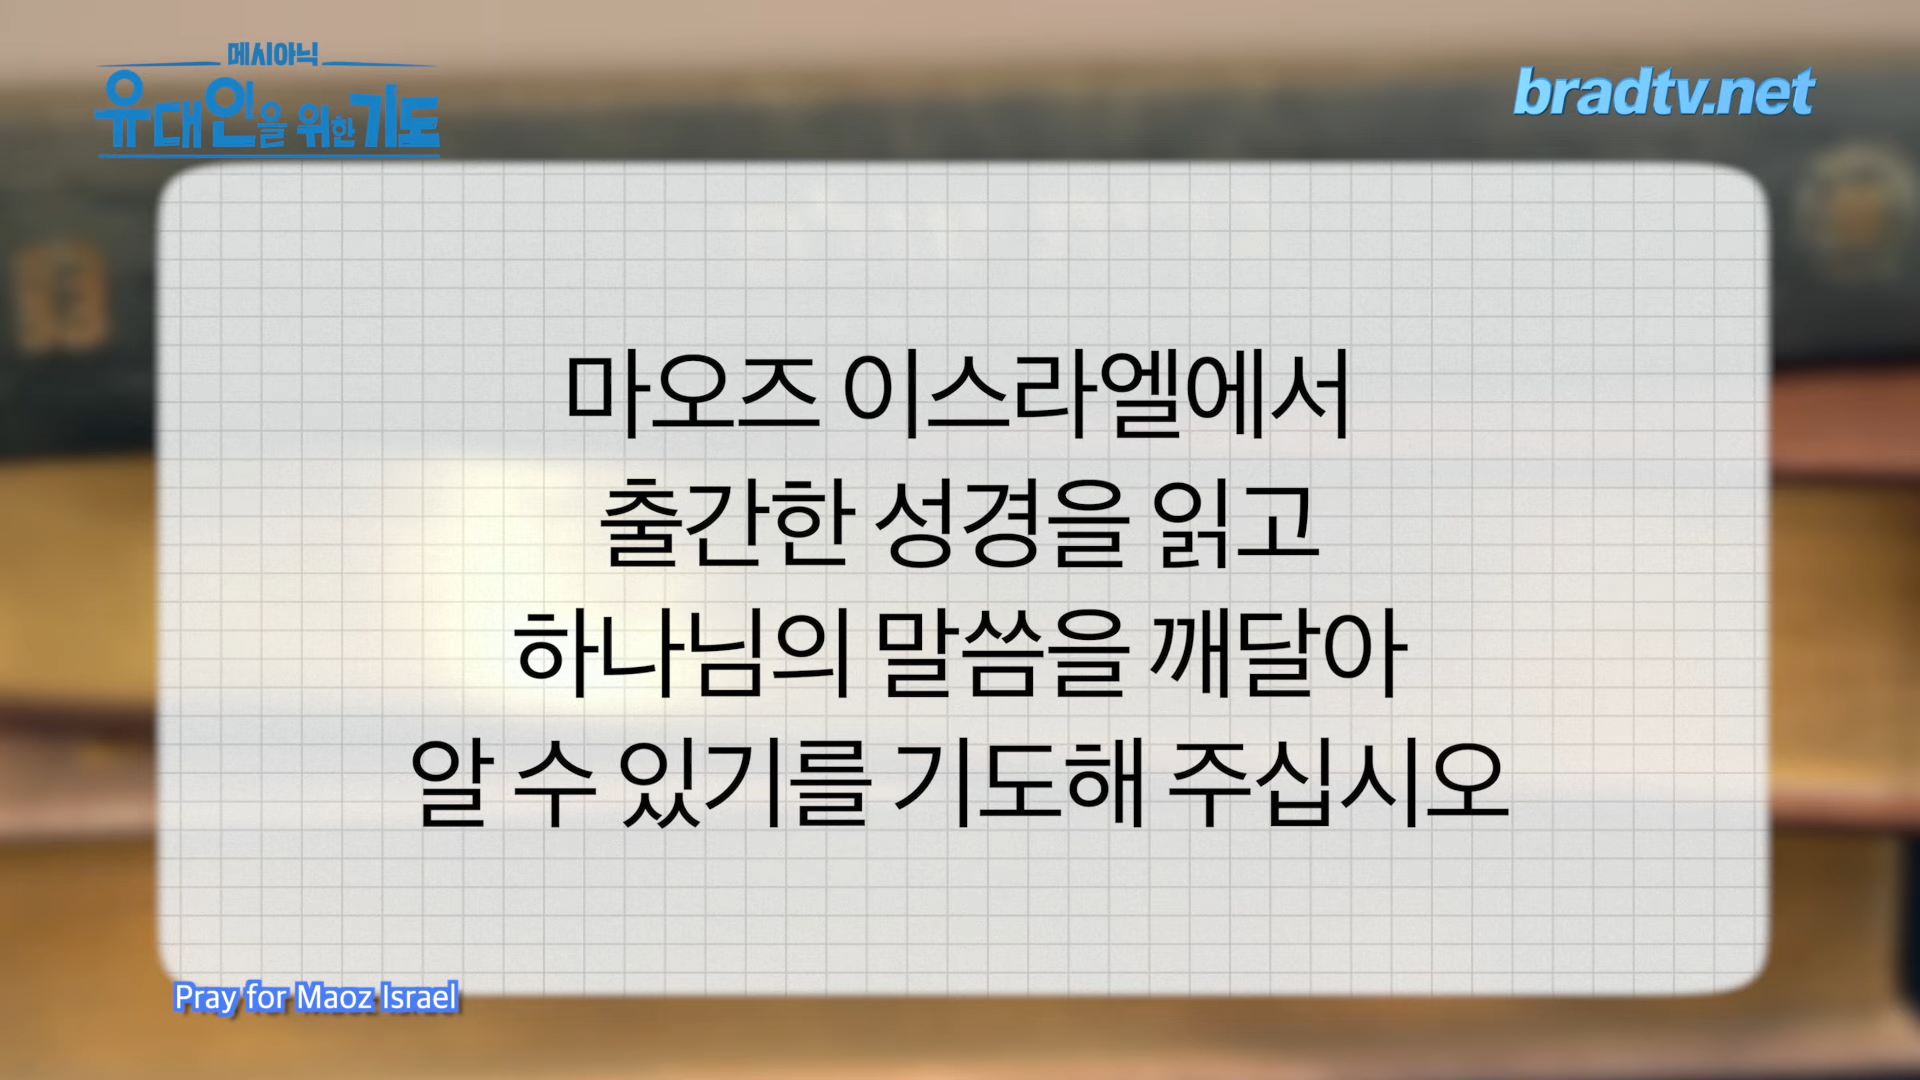 메시아닉
유대인을 위한 기도
bradtv.net
마오즈 이스라엘에서
출간한 성경을 읽고
하나님의 말씀을 깨달아
알 수 있기를 기도해 주십시오
Pray for Maoz Israel